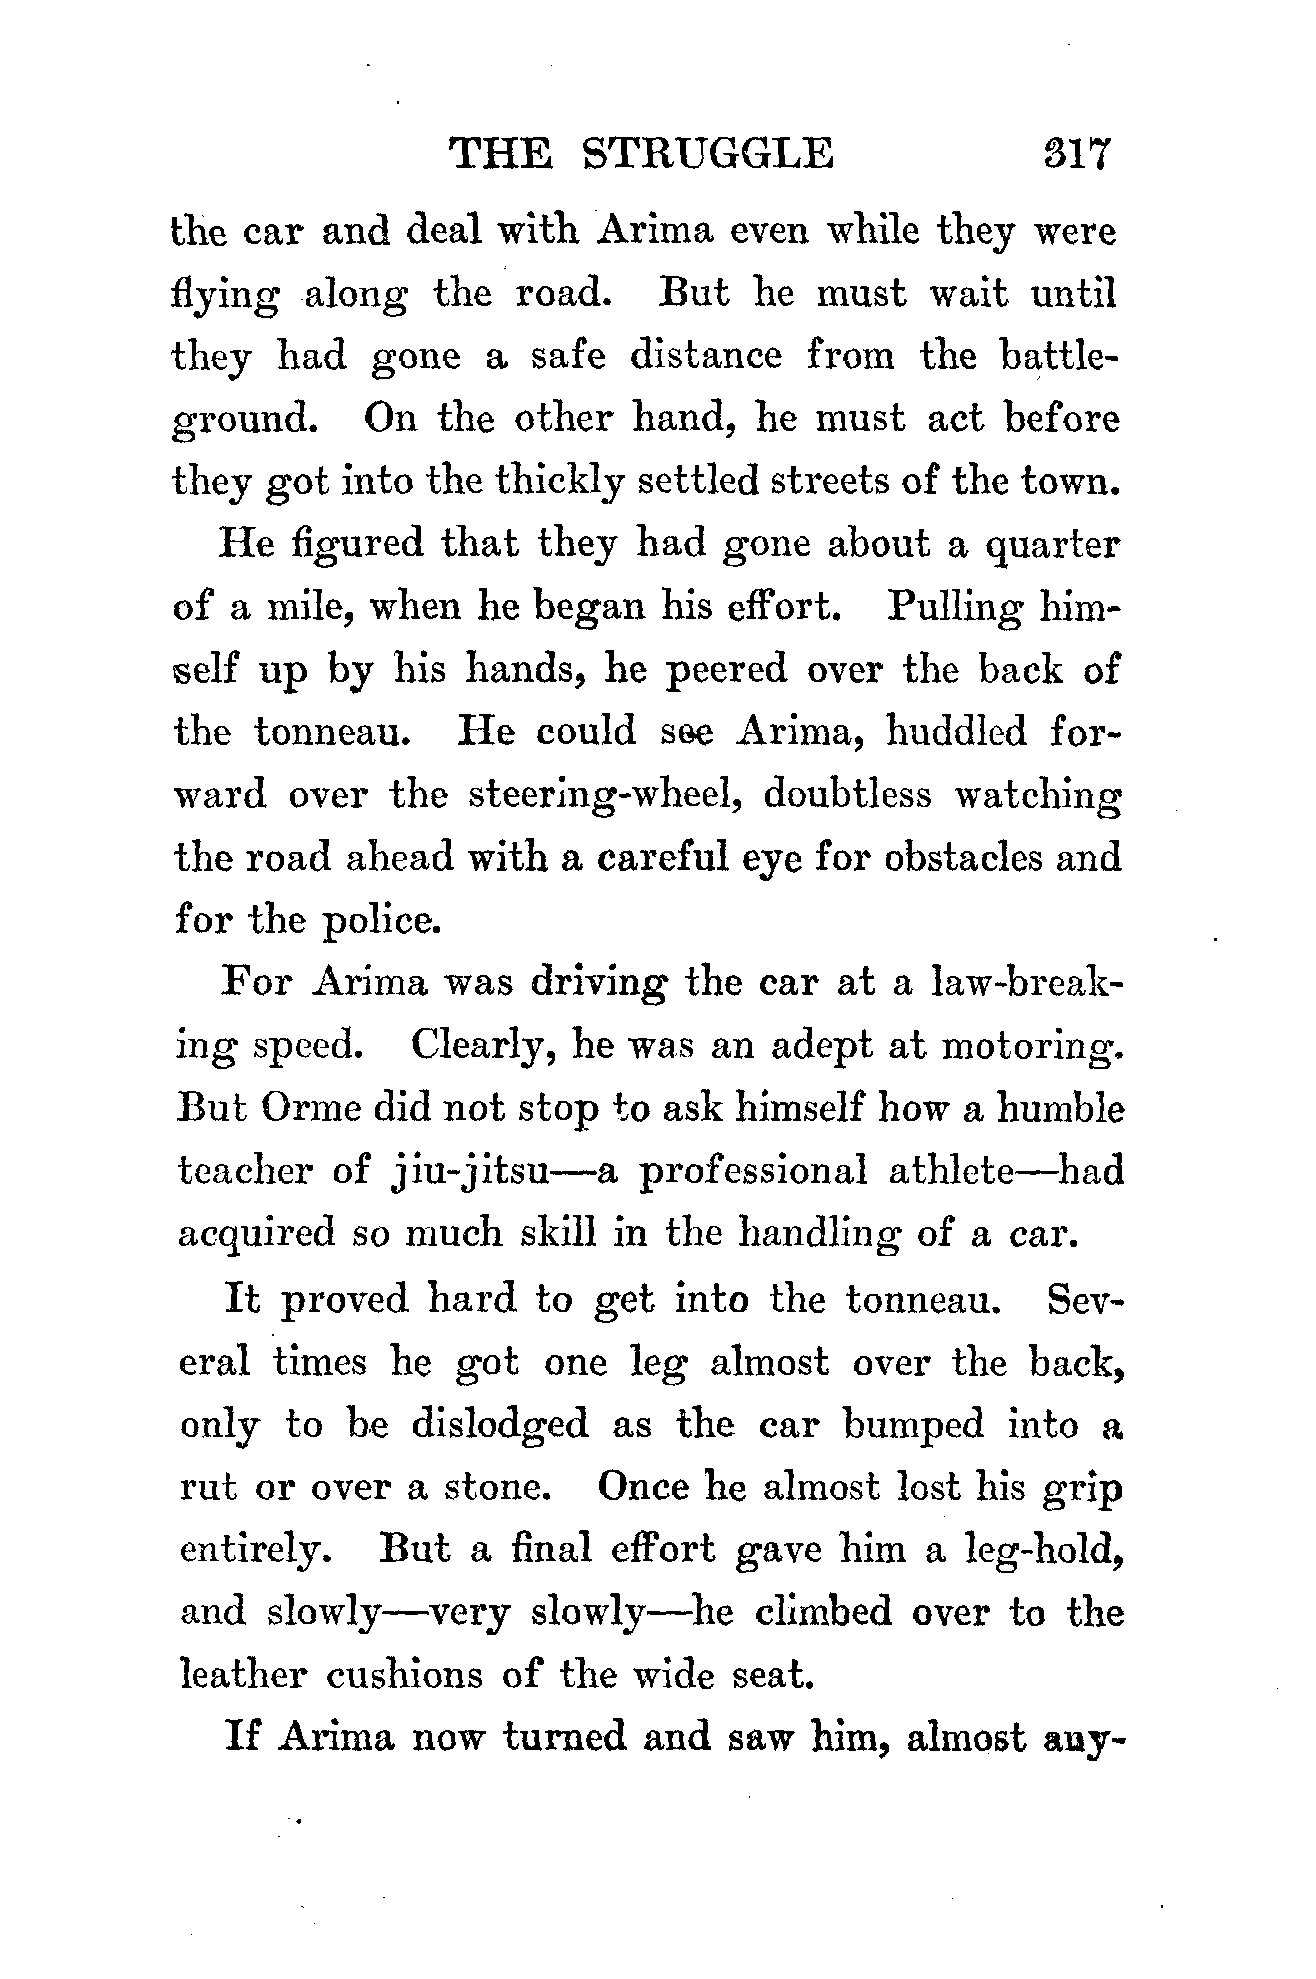 THE STRUGGLE 317
the car and deal with Arima even while they were
flying along the road. But he must wait until
they had gone a safe distance from the battle-
ground. On the other hand, he must act before
they got into the thickly settled streets of the town.
He figured that they had gone about a quarter
of a mile, when he began his effort. Pulling him-
self up by his hands, he peered over the back of
the tonneau. He could see Arima, huddled for-
ward over the steering-wheel, doubtless watching
the road ahead with a careful eye for obstacles and
for the police.
For Arima was driving the car at a law-break-
ing speed. Clearly, he was an adept at motoring.
But Orme did not stop to ask himself how a humble
teacher of jiu-jitsu—a professional athlete—had
acquired so much skill in the handling of a car.
It proved hard to get into the tonneau. Sev-
eral times he got one leg almost over the back,
only to be dislodged as the car bumped into a
rut or over a stone. Once he almost lost his grip
entirely. But a final effort gave him a leg-hold,
and slowly—very slowly—he climbed over to the
leather cushions of the wide seat.
If Arima now turned and saw him, almost any-